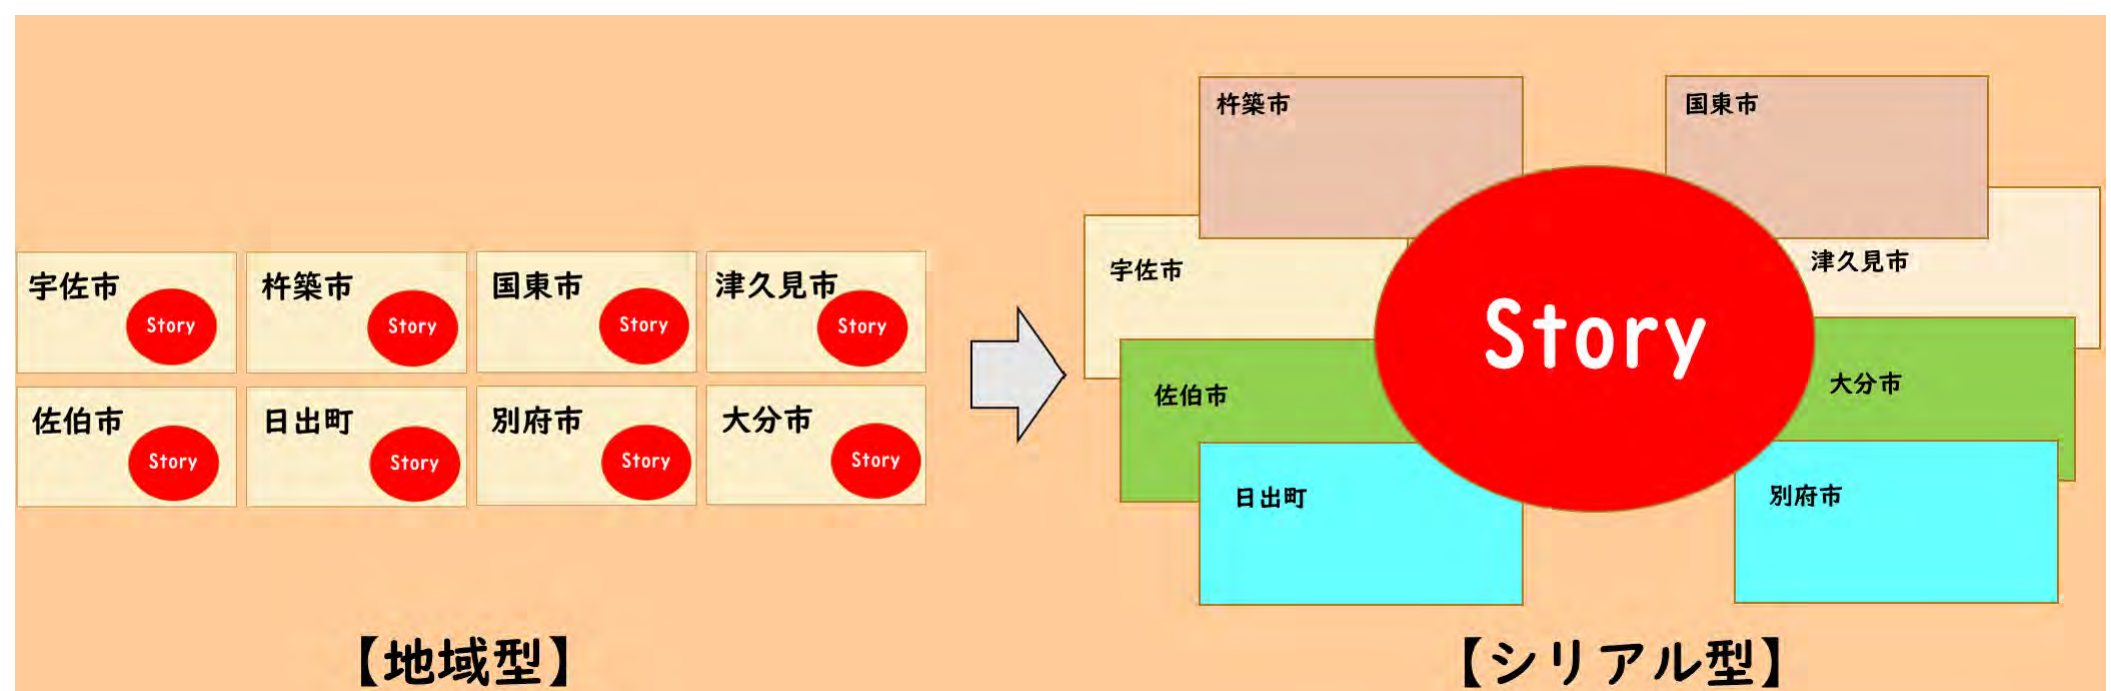 宇佐市
Story
杵築市
Story
国東市
Story
津久見市
Story
佐伯市
Story
日出町
Story
別府市
Story
大分市
Story
【地域型】
杵築市
国東市
宇佐市
津久見市
Story
佐伯市
大分市
日出町
別府市
【シリアル型】